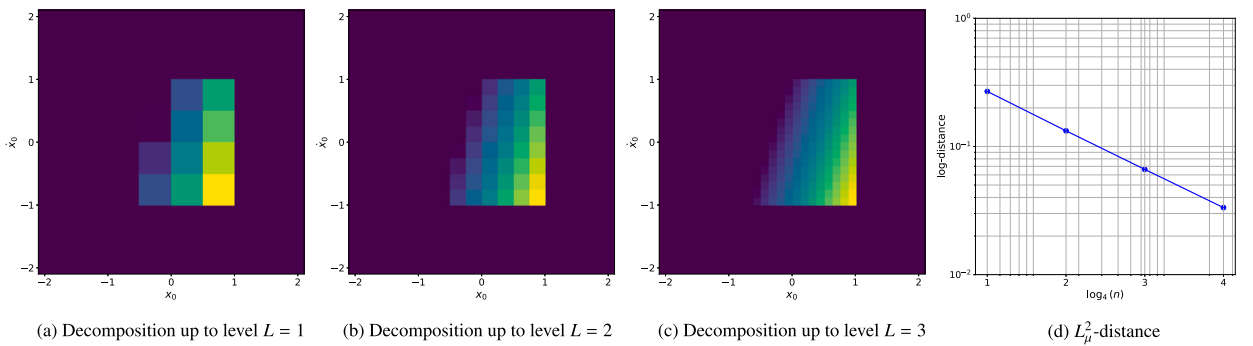 2
1
0
−1
−2
ẋ₀
−2 −1 0 1 2
x₀
(a) Decomposition up to level L = 1
2
1
0
−1
−2
ẋ₀
−2 −1 0 1 2
x₀
(b) Decomposition up to level L = 2
2
1
0
−1
−2
ẋ₀
−2 −1 0 1 2
x₀
(c) Decomposition up to level L = 3
10⁰
10⁻¹
10⁻²
log-distance
1 2 3 4
log₄(n)
(d) L²_μ-distance